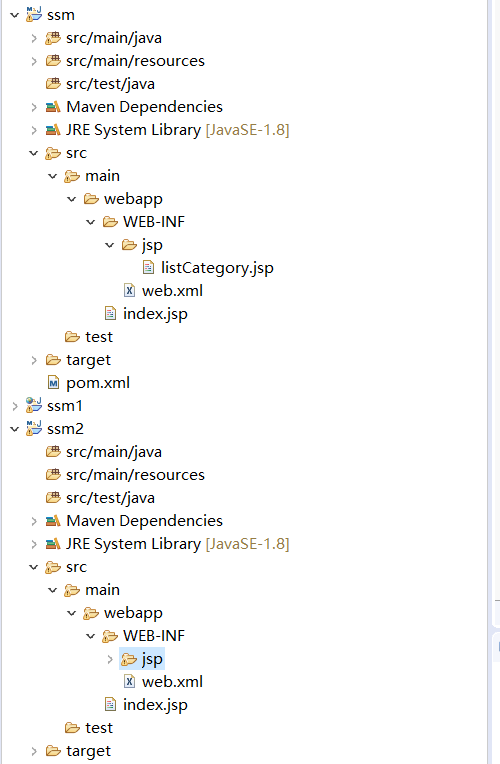 ssm
src/main/java
src/main/resources
src/test/java
Maven Dependencies
JRE System Library [JavaSE-1.8]
src
main
webapp
WEB-INF
jsp
listCategory.jsp
web.xml
index.jsp
test
target
pom.xml
ssm1
ssm2
src/main/java
src/main/resources
src/test/java
Maven Dependencies
JRE System Library [JavaSE-1.8]
src
main
webapp
WEB-INF
jsp
web.xml
index.jsp
test
target